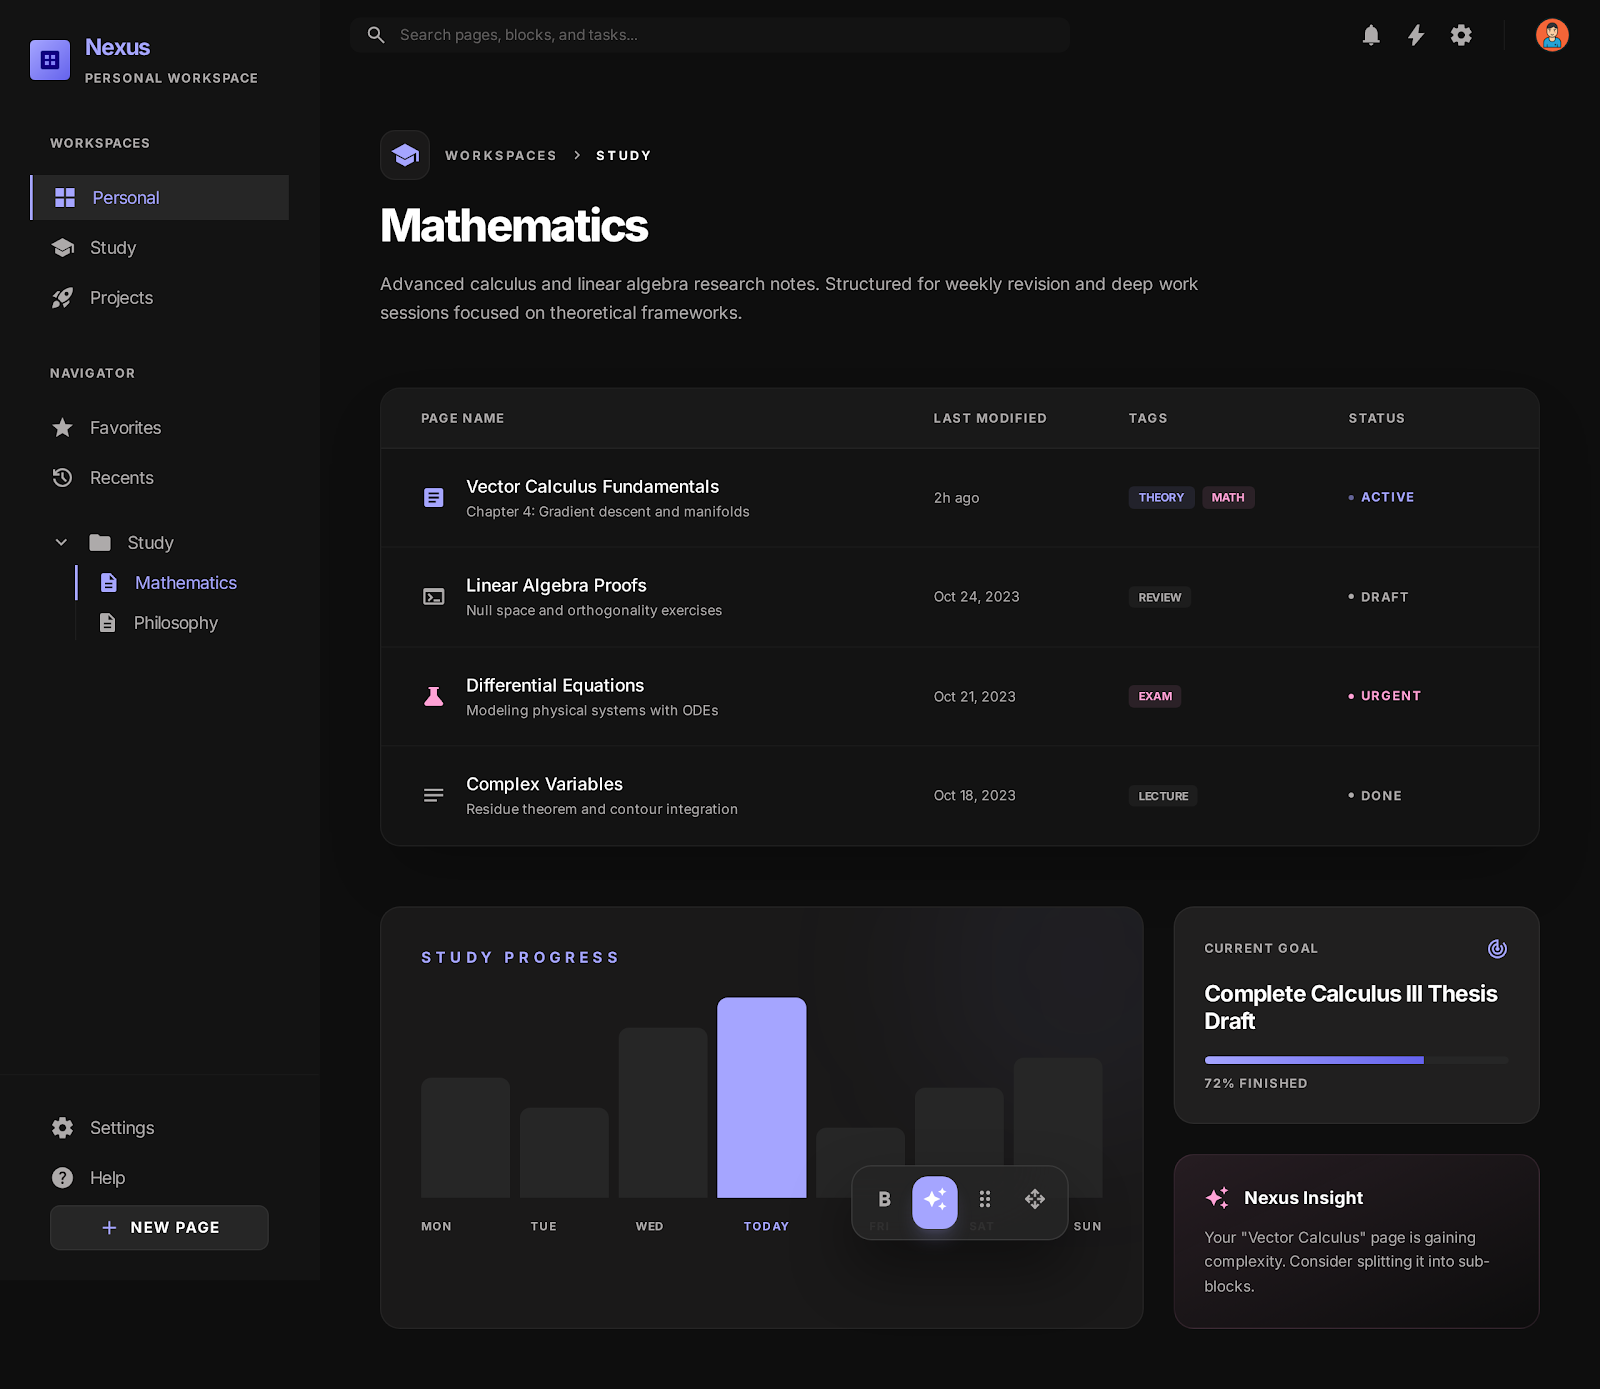 Nexus
PERSONAL WORKSPACE
WORKSPACES
Personal
Study
Projects
NAVIGATOR
Favorites
Recents
Study
Mathematics
Philosophy
Settings
Help
NEW PAGE
Search pages, blocks, and tasks...
WORKSPACES > STUDY
Mathematics
Advanced calculus and linear algebra research notes. Structured for weekly revision and deep work
sessions focused on theoretical frameworks.
PAGE NAME LAST MODIFIED TAGS STATUS
Vector Calculus Fundamentals
Chapter 4: Gradient descent and manifolds
2h ago
THEORY MATH
ACTIVE
Linear Algebra Proofs
Null space and orthogonality exercises
Oct 24, 2023
REVIEW
DRAFT
Differential Equations
Modeling physical systems with ODEs
Oct 21, 2023
EXAM
URGENT
Complex Variables
Residue theorem and contour integration
Oct 18, 2023
LECTURE
DONE
STUDY PROGRESS
MON TUE WED TODAY FRI SAT SUN
B
CURRENT GOAL
Complete Calculus III Thesis
Draft
72% FINISHED
Nexus Insight
Your "Vector Calculus" page is gaining
complexity. Consider splitting it into sub-
blocks.